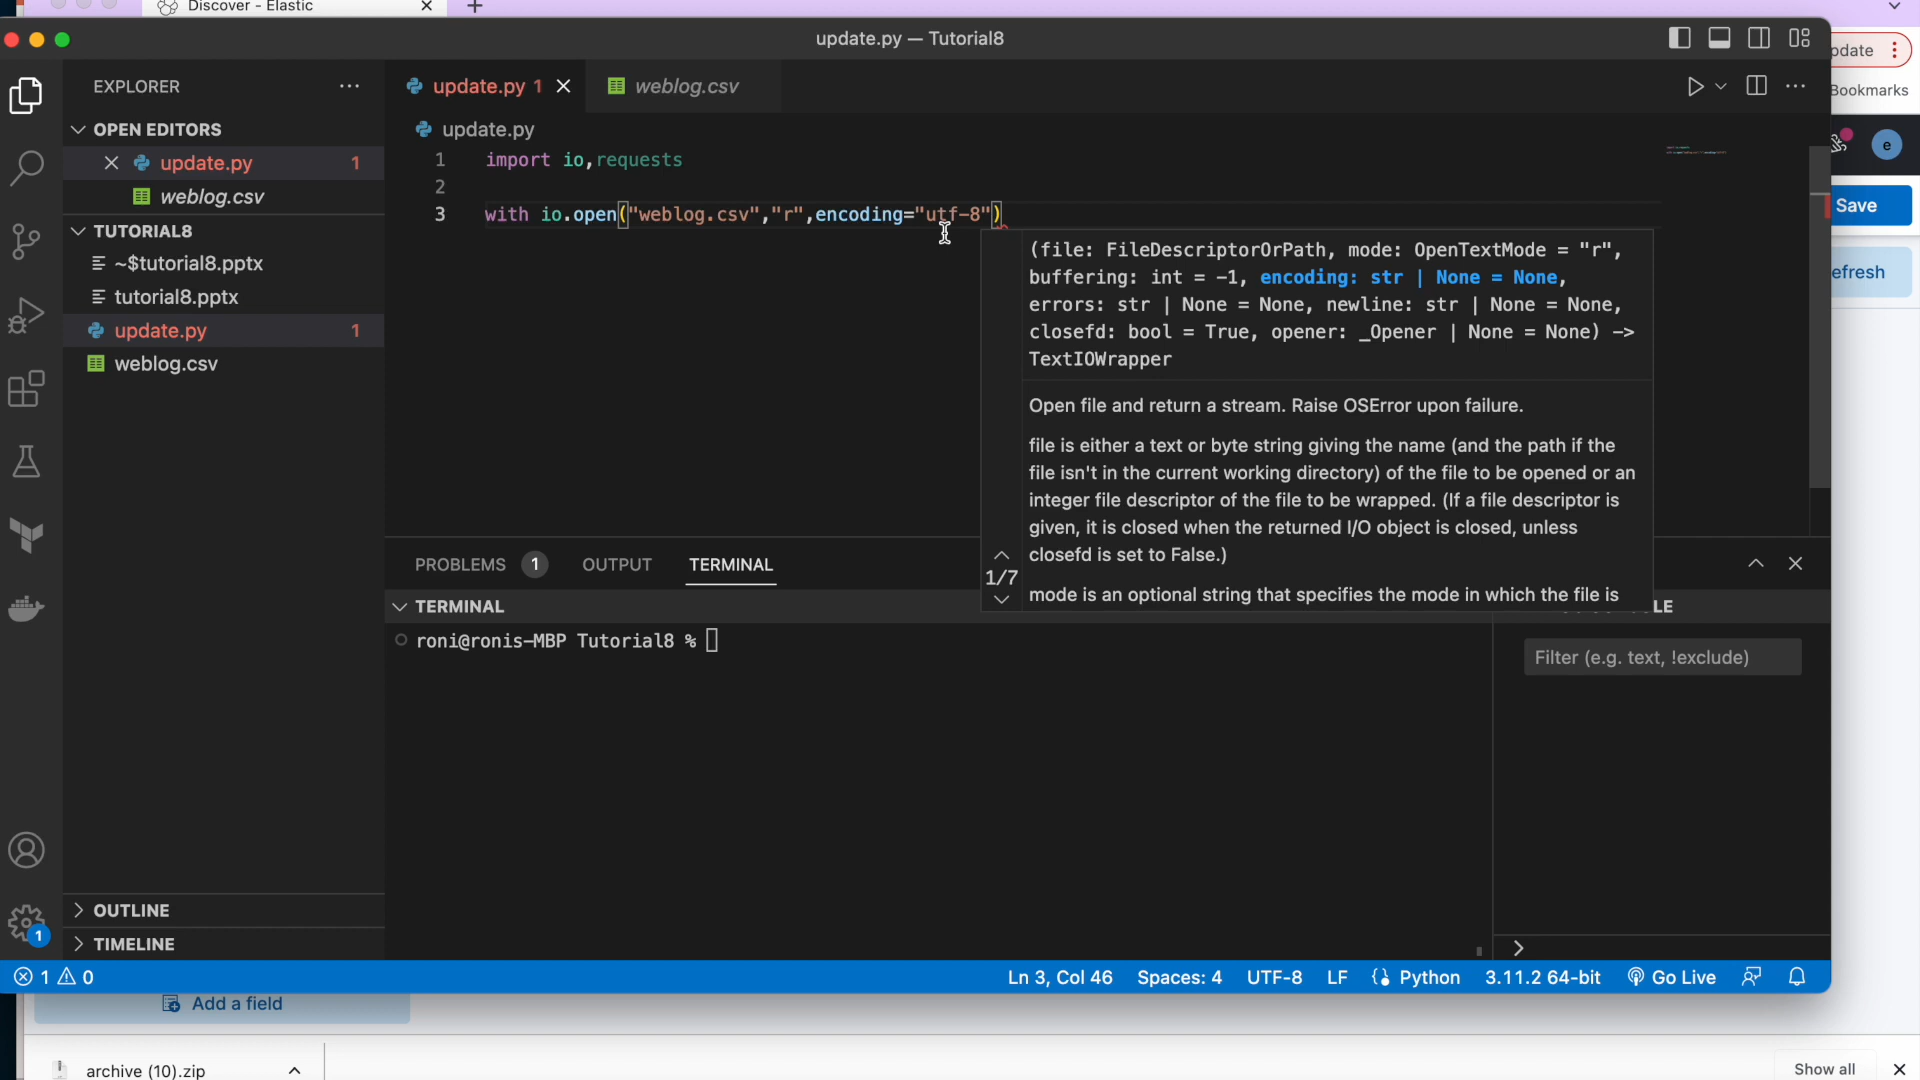 Discover - Elastic
update.py — Tutorial8
pdate
Bookmarks
EXPLORER
update.py 1
weblog.csv
OPEN EDITORS
update.py 1
weblog.csv
TUTORIAL8
~$tutorial8.pptx
tutorial8.pptx
update.py 1
weblog.csv
OUTLINE
TIMELINE
1
update.py
1 import io,requests
2
3 with io.open("weblog.csv","r",encoding="utf-8")
(file: FileDescriptorOrPath, mode: OpenTextMode = "r",
buffering: int = -1, encoding: str | None = None,
errors: str | None = None, newline: str | None = None,
closefd: bool = True, opener: _Opener | None = None) ->
TextIOWrapper
Open file and return a stream. Raise OSError upon failure.
file is either a text or byte string giving the name (and the path if the
file isn't in the current working directory) of the file to be opened or an
integer file descriptor of the file to be wrapped. (If a file descriptor is
given, it is closed when the returned I/O object is closed, unless
closefd is set to False.)
1/7
mode is an optional string that specifies the mode in which the file is
PROBLEMS 1 OUTPUT TERMINAL
TERMINAL
LE
roni@ronis-MBP Tutorial8 %
Filter (e.g. text, !exclude)
e
Save
efresh
1 0
Ln 3, Col 46 Spaces: 4 UTF-8 LF Python 3.11.2 64-bit Go Live
Add a field
archive (10).zip
Show all